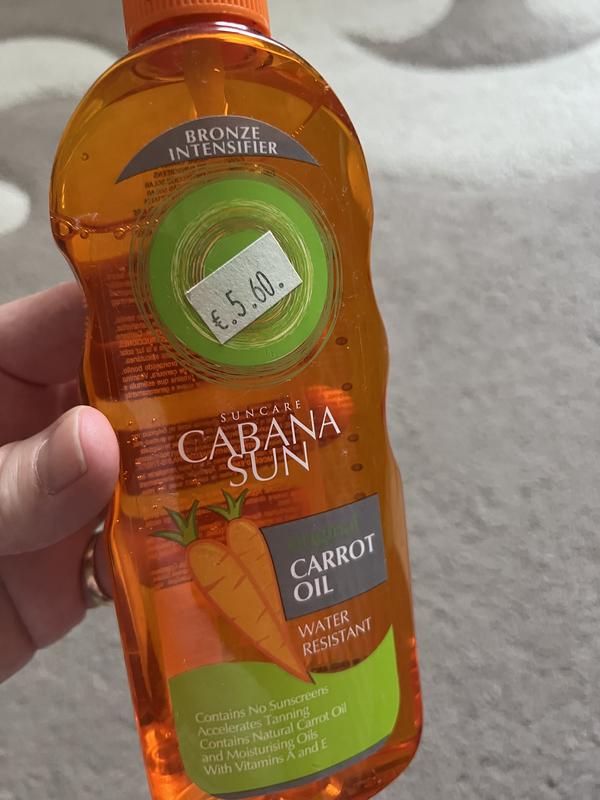 BRONZE
INTENSIFIER
€.5.60.
SUNCARE
CABANA
SUN
Original
CARROT
OIL
WATER
RESISTANT
Contains No Sunscreens
Accelerates Tanning
Contains Natural Carrot Oil
and Moisturising Oils
With Vitamins A and E